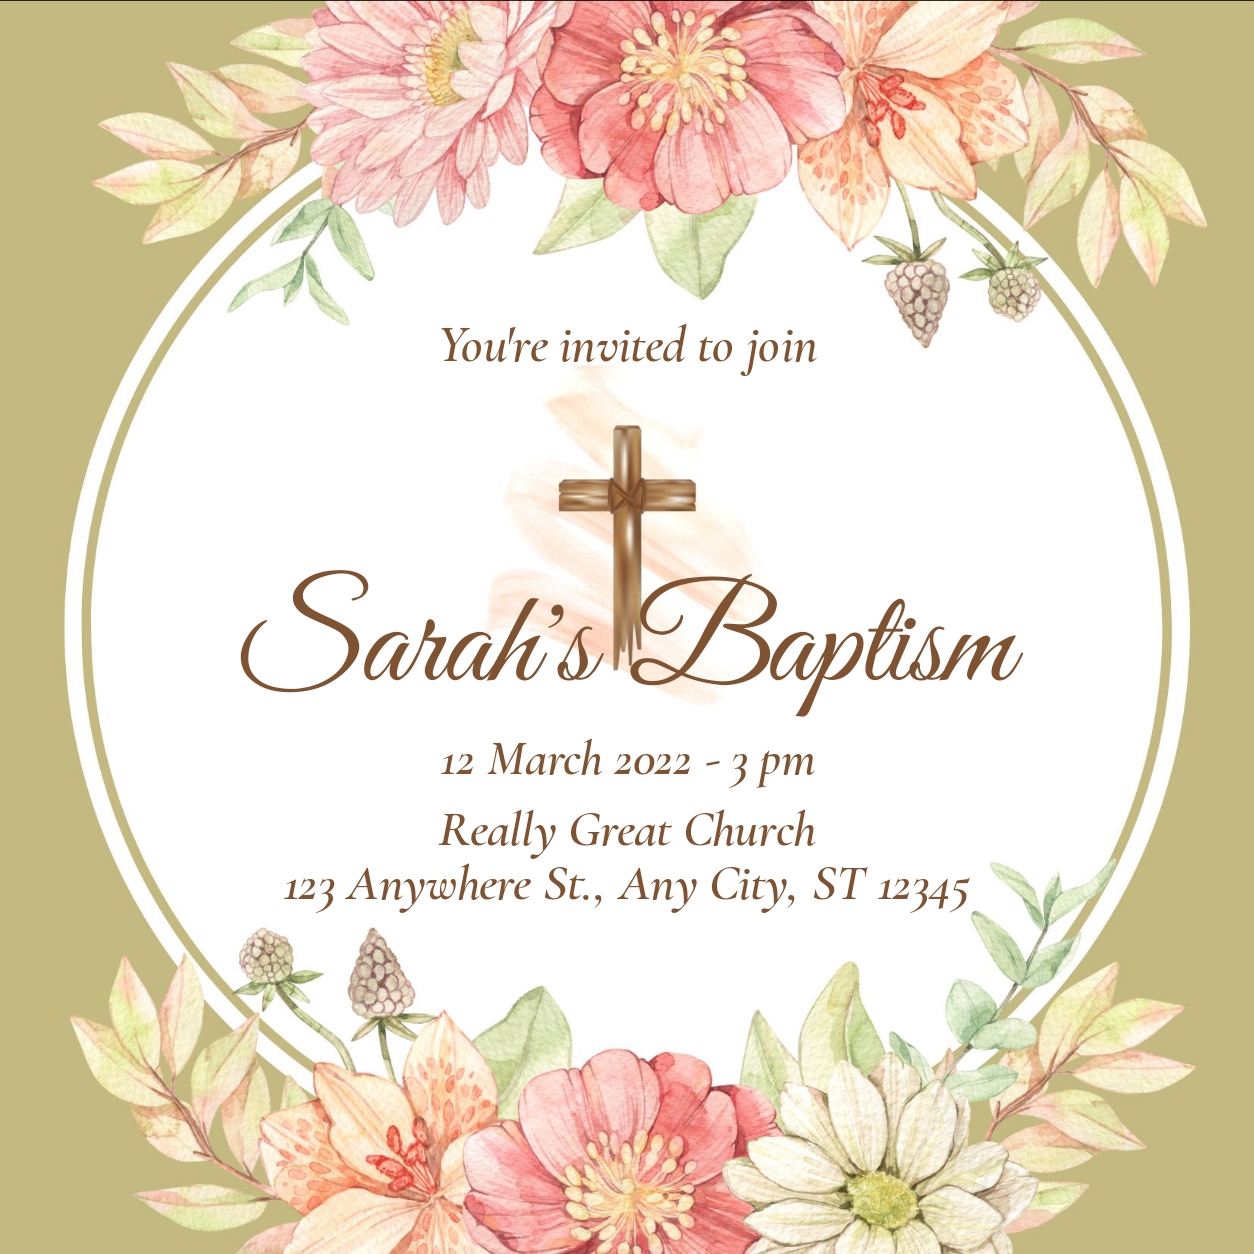 You're invited to join
Sarah's Baptism
12 March 2022 - 3 pm
Really Great Church
123 Anywhere St., Any City, ST 12345